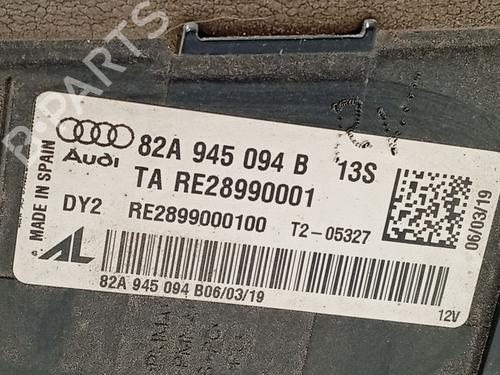 B-PARTS
Audi
82A 945 094 B
13S
TA RE28990001
DY2
RE2899000100
T2-05327
06/03/19
MADE IN SPAIN
AL
82A 945 094 B06/03/19
12V